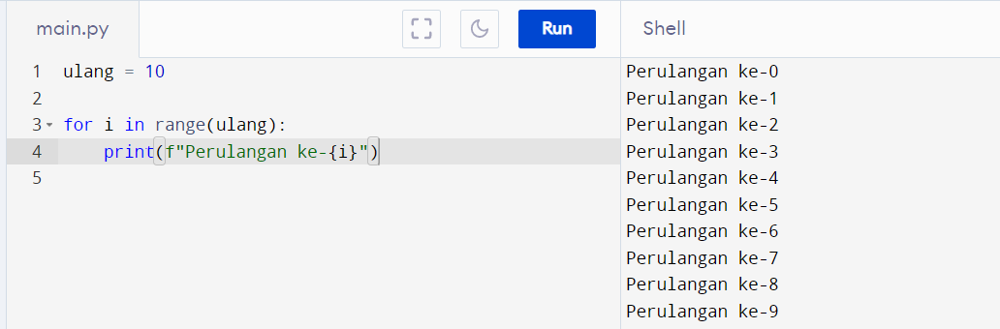 main.py
Run
Shell
1 ulang = 10
2
3 for i in range(ulang):
4 print(f"Perulangan ke-{i}")
5
Perulangan ke-0
Perulangan ke-1
Perulangan ke-2
Perulangan ke-3
Perulangan ke-4
Perulangan ke-5
Perulangan ke-6
Perulangan ke-7
Perulangan ke-8
Perulangan ke-9